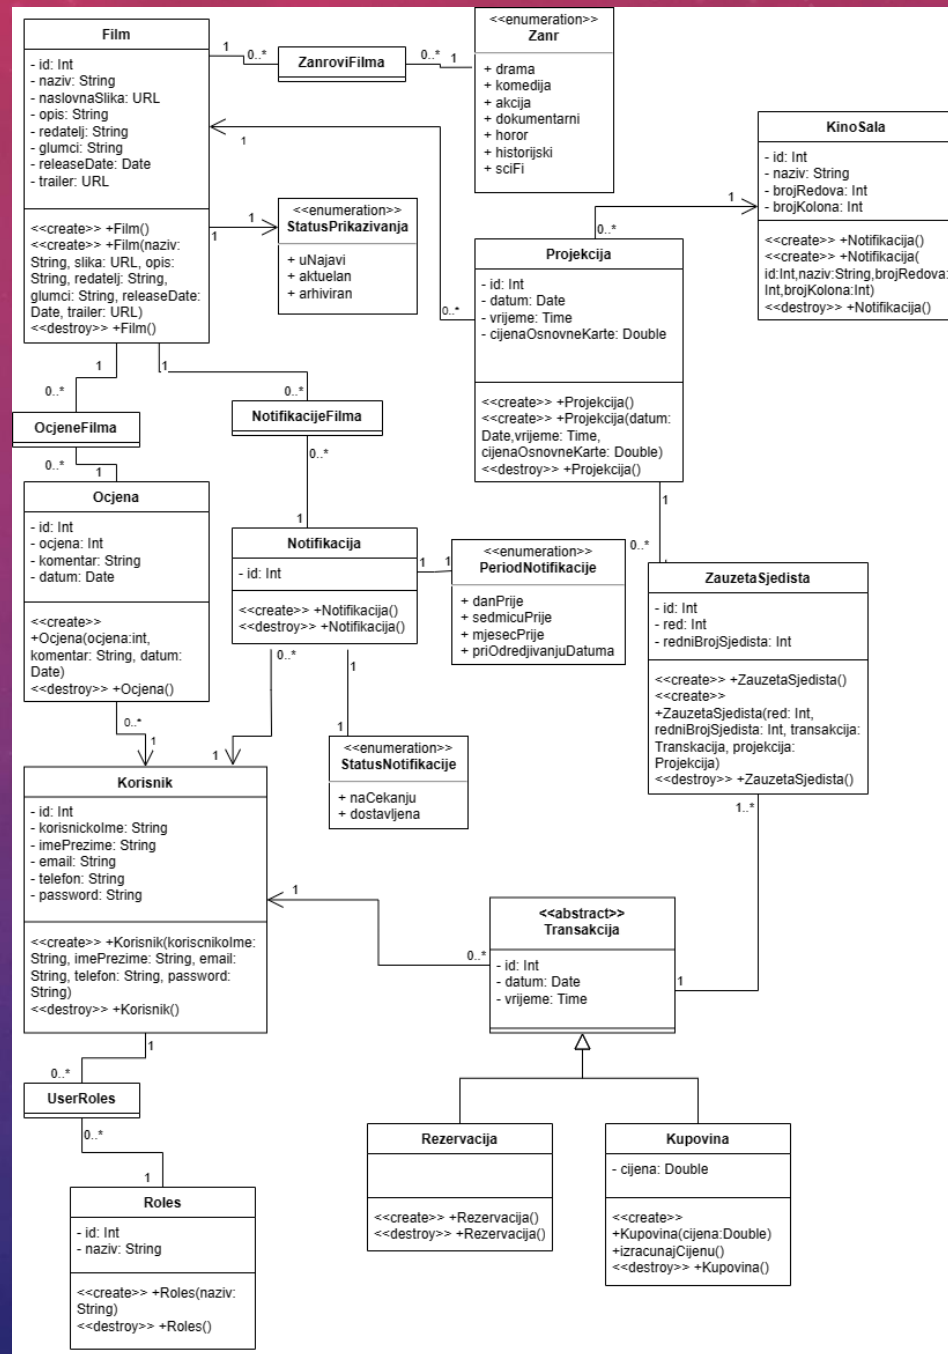 Film
- id: Int
- naziv: String
- naslovnaSlika: URL
- opis: String
- redatelj: String
- glumci: String
- releaseDate: Date
- trailer: URL
<<create>> +Film()
<<create>> +Film(naziv:
String, slika: URL, opis:
String, redatelj: String,
glumci: String, releaseDate:
Date, trailer: URL)
<<destroy>> +Film()
1
0..*
ZanroviFilma
0..*
1
<<enumeration>>
Zanr
+ drama
+ komedija
+ akcija
+ dokumentarni
+ horor
+ historijski
+ sciFi
1
0..*
1
1
<<enumeration>>
StatusPrikazivanja
+ uNajavi
+ aktuelan
+ arhiviran
KinoSala
- id: Int
- naziv: String
- brojRedova: Int
- brojKolona: Int
<<create>> +Notifikacija()
<<create>> +Notifikacija(
id:Int,naziv:String,brojRedova:
Int,brojKolona:Int)
<<destroy>> +Notifikacija()
1
0..*
Projekcija
- id: Int
- datum: Date
- vrijeme: Time
- cijenaOsnovneKarte: Double
<<create>> +Projekcija()
<<create>> +Projekcija(datum:
Date,vrijeme: Time,
cijenaOsnovneKarte: Double)
<<destroy>> +Projekcija()
1
0..*
OcjeneFilma
0..*
1
1
0..*
NotifikacijeFilma
0..*
1
Ocjena
- id: Int
- ocjena: Int
- komentar: String
- datum: Date
<<create>>
+Ocjena(ocjena:int,
komentar: String, datum:
Date)
<<destroy>> +Ocjena()
0..*
1
Notifikacija
- id: Int
<<create>> +Notifikacija()
<<destroy>> +Notifikacija()
1
1
<<enumeration>>
PeriodNotifikacije
+ danPrije
+ sedmicuPrije
+ mjesecPrije
+ priOdredjivanjuDatuma
0..*
1
1
1
<<enumeration>>
StatusNotifikacije
+ naCekanju
+ dostavljena
1
0..*
ZauzetaSjedista
- id: Int
- red: Int
- redniBrojSjedista: Int
<<create>> +ZauzetaSjedista()
<<create>>
+ZauzetaSjedista(red: Int,
redniBrojSjedista: Int, transakcija:
Transkacija, projekcija:
Projekcija)
<<destroy>> +ZauzetaSjedista()
1..*
1
Korisnik
- id: Int
- korisnickoIme: String
- imePrezime: String
- email: String
- telefon: String
- password: String
<<create>> +Korisnik(koriscnikoIme:
String, imePrezime: String, email:
String, telefon: String, password:
String)
<<destroy>> +Korisnik()
1
0..*
<<abstract>>
Transakcija
- id: Int
- datum: Date
- vrijeme: Time
1
0..*
UserRoles
0..*
1
Roles
- id: Int
- naziv: String
<<create>> +Roles(naziv:
String)
<<destroy>> +Roles()
Rezervacija
<<create>> +Rezervacija()
<<destroy>> +Rezervacija()
Kupovina
- cijena: Double
<<create>>
+Kupovina(cijena:Double)
+izracunajCijenu()
<<destroy>> +Kupovina()